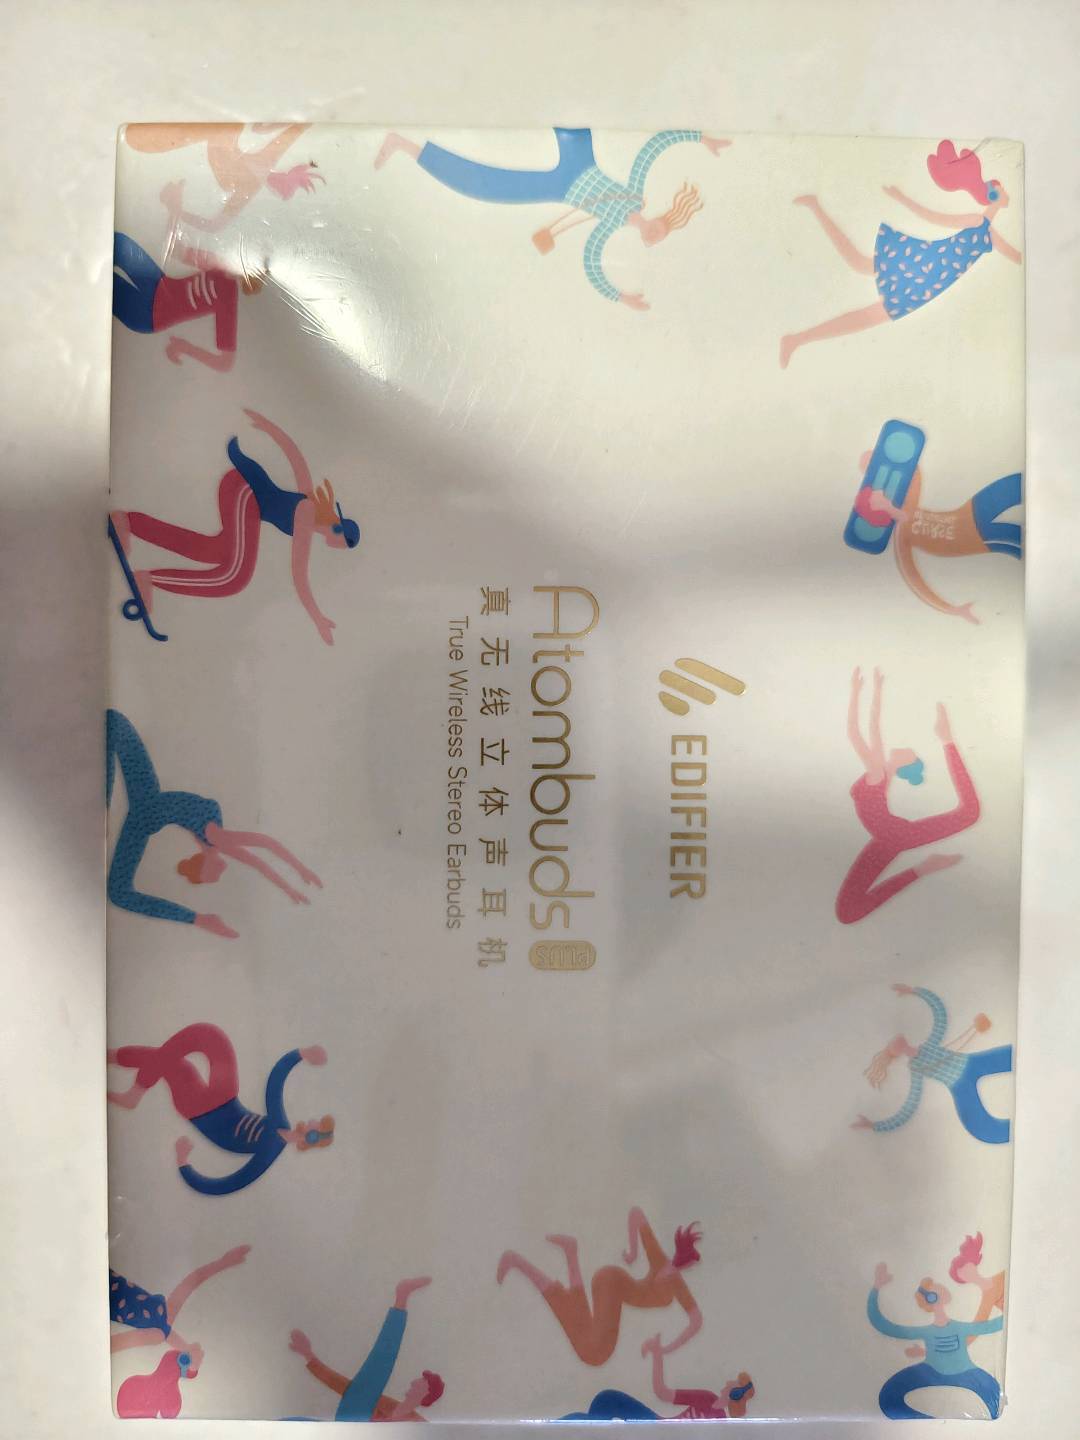 EDIFIER
Atombuds PLUS
真无线立体声耳机
True Wireless Stereo Earbuds